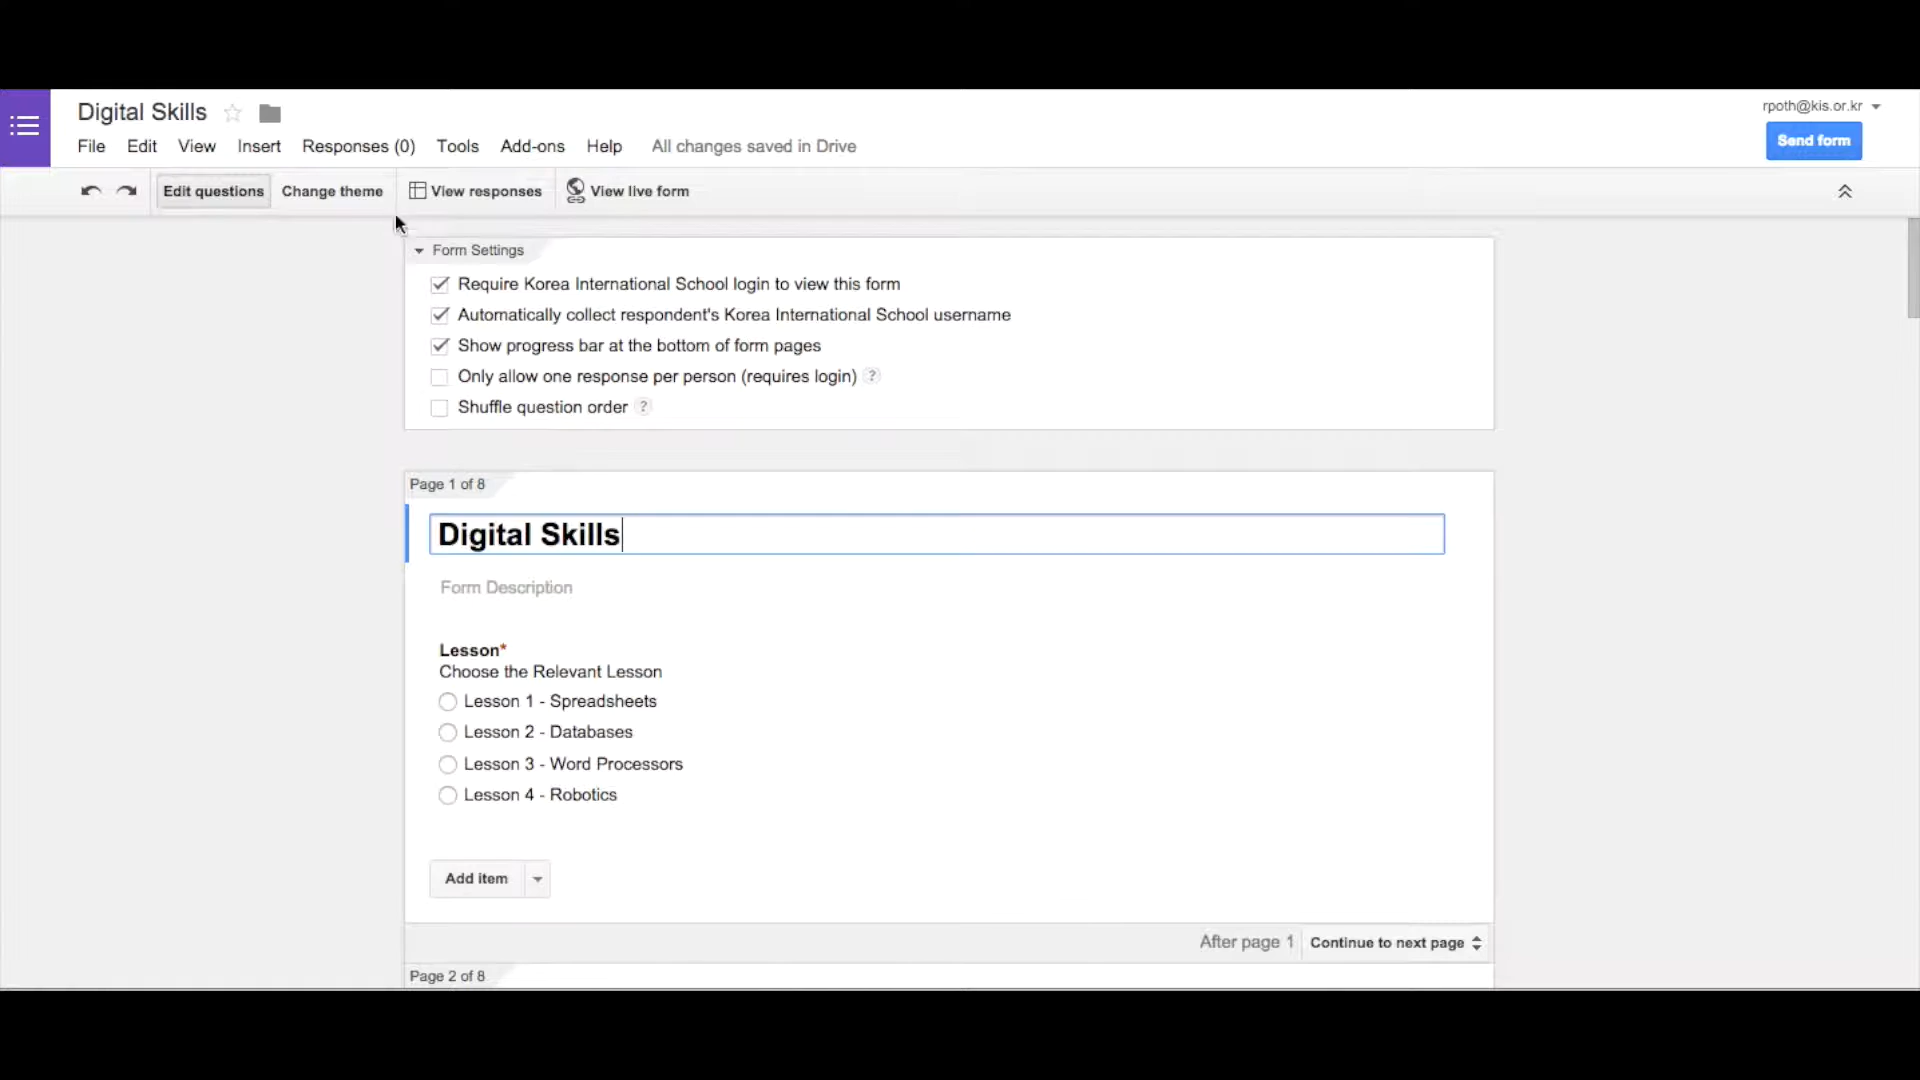 Digital Skills
rpoth@kis.or.kr
File Edit View Insert Responses (0) Tools Add-ons Help All changes saved in Drive
Send form
Edit questions Change theme View responses View live form
Form Settings
Require Korea International School login to view this form
Automatically collect respondent's Korea International School username
Show progress bar at the bottom of form pages
Only allow one response per person (requires login) ?
Shuffle question order ?
Page 1 of 8
Digital Skills
Form Description
Lesson*
Choose the Relevant Lesson
Lesson 1 - Spreadsheets
Lesson 2 - Databases
Lesson 3 - Word Processors
Lesson 4 - Robotics
Add item
After page 1 Continue to next page
Page 2 of 8